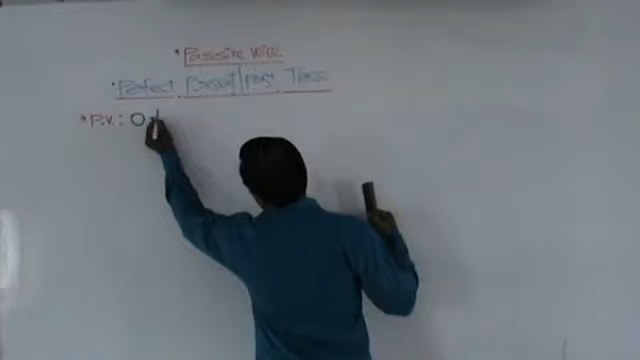 * Passive voice
* Perfect present/past Tense
* P.V. : O +